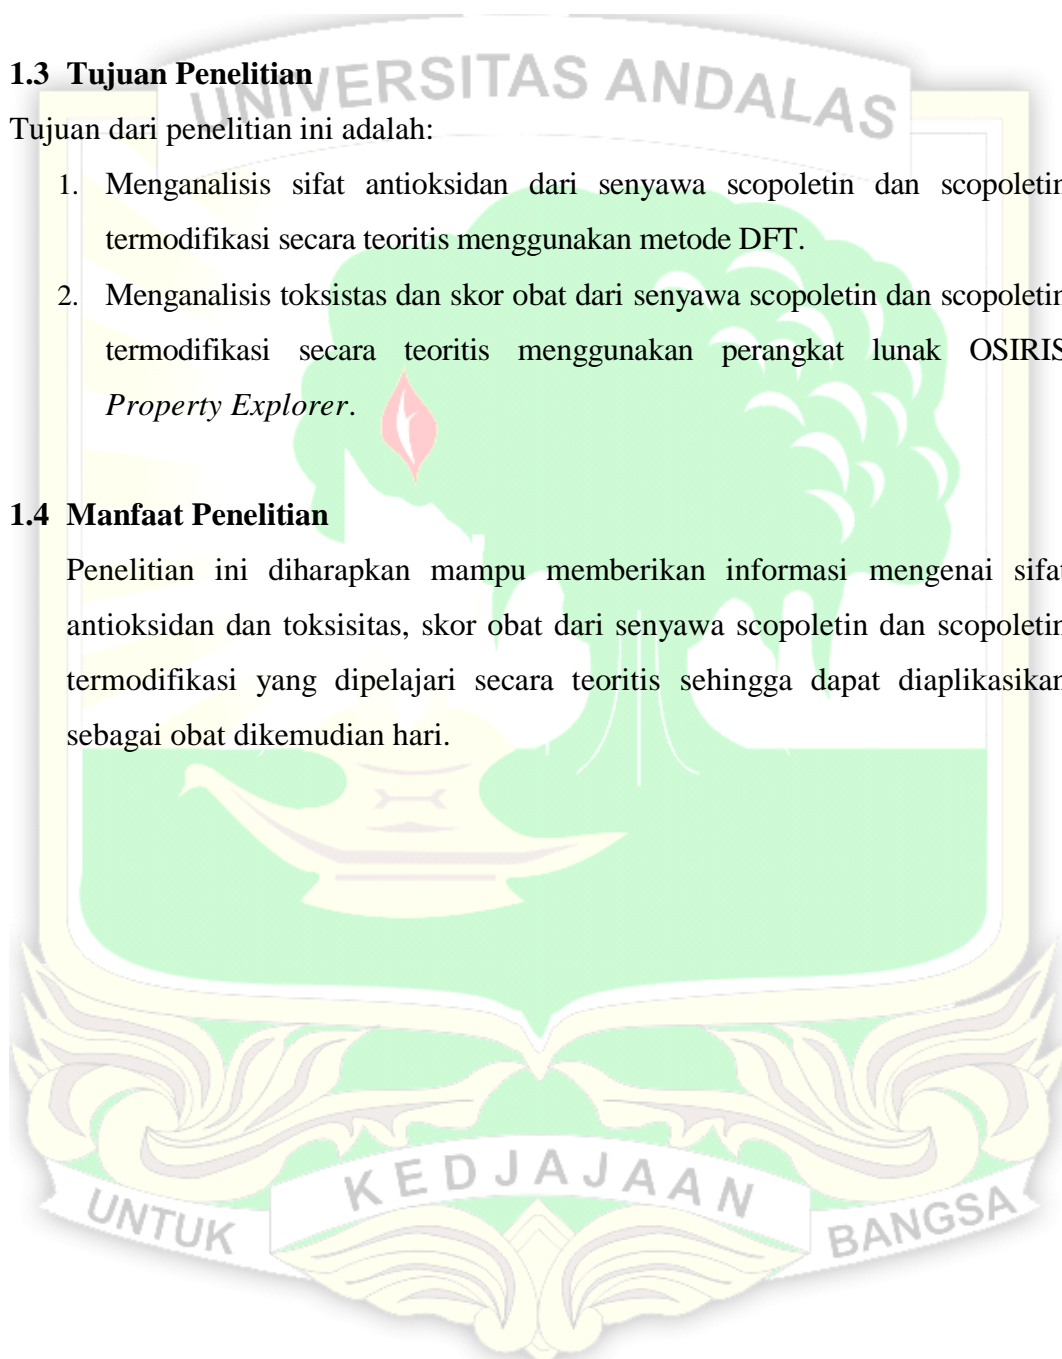 UNIVERSITAS ANDALAS
1.3 Tujuan Penelitian
Tujuan dari penelitian ini adalah:
1. Menganalisis sifat antioksidan dari senyawa scopoletin dan scopoletin
termodifikasi secara teoritis menggunakan metode DFT.
2. Menganalisis toksistas dan skor obat dari senyawa scopoletin dan scopoletin
termodifikasi secara teoritis menggunakan perangkat lunak OSIRIS
Property Explorer.
1.4 Manfaat Penelitian
Penelitian ini diharapkan mampu memberikan informasi mengenai sifat
antioksidan dan toksisitas, skor obat dari senyawa scopoletin dan scopoletin
termodifikasi yang dipelajari secara teoritis sehingga dapat diaplikasikan
sebagai obat dikemudian hari.
UNTUK KEDJAJAAN BANGSA